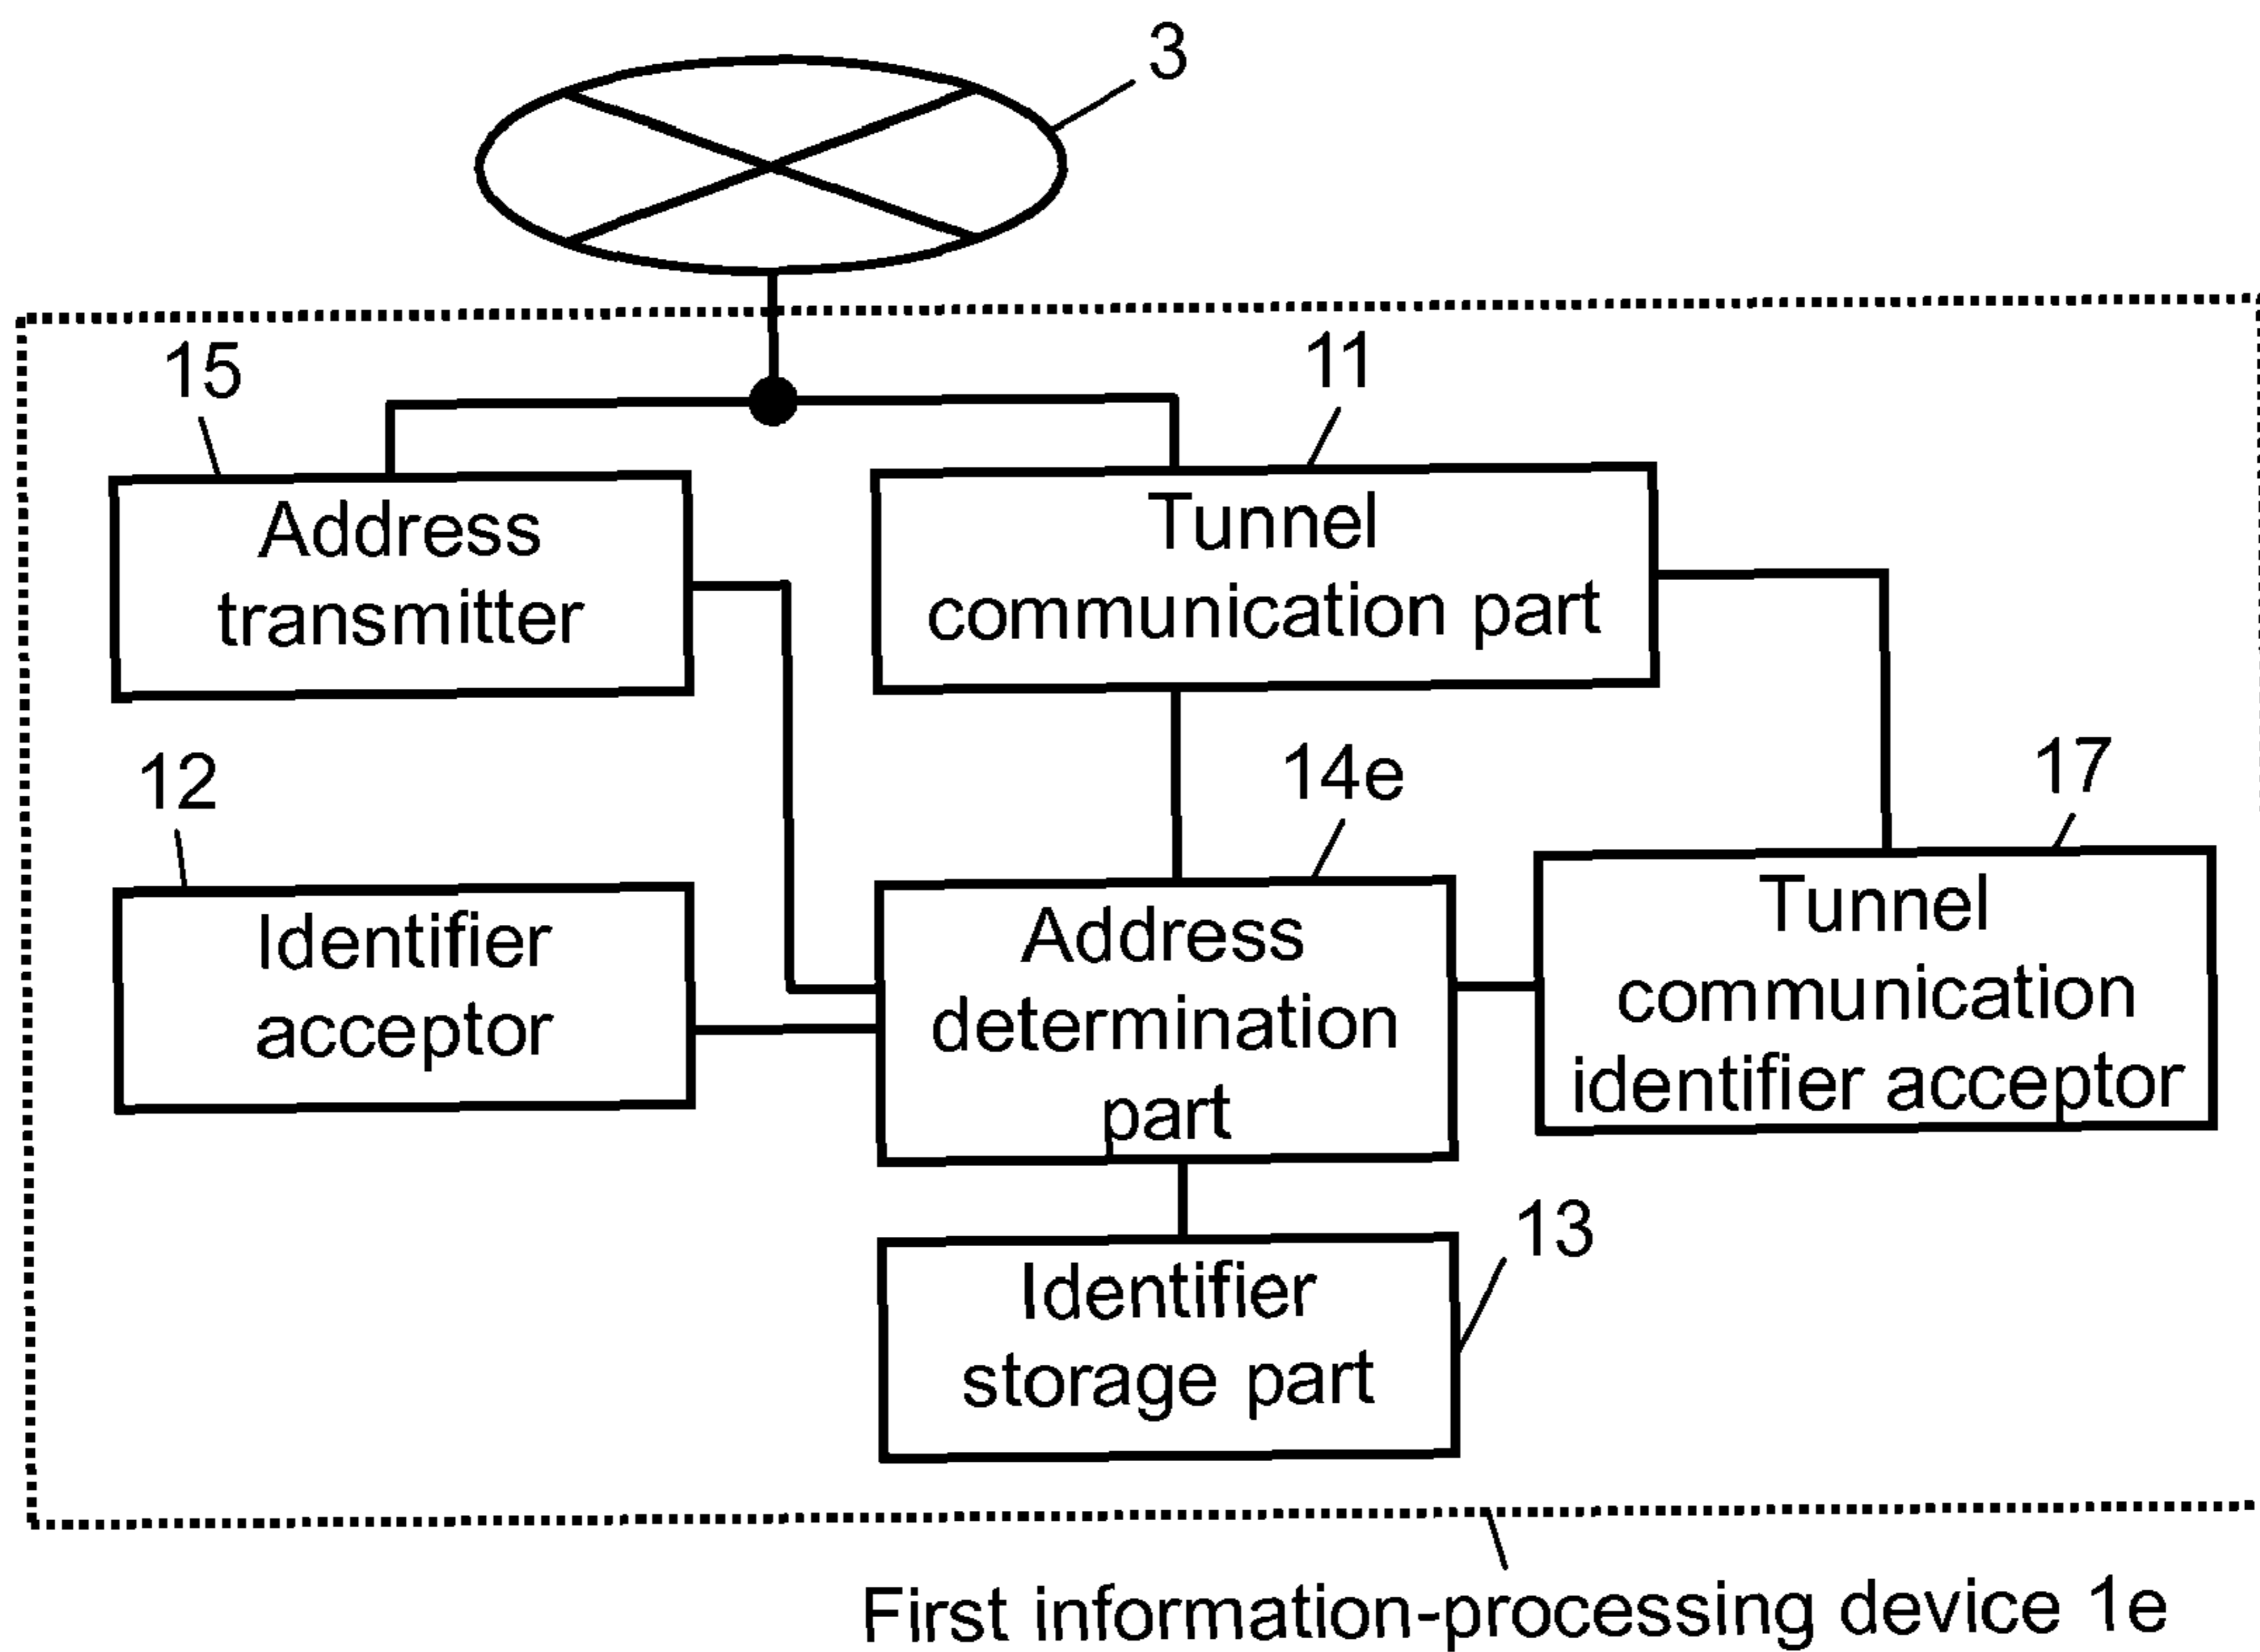 3
15
11
Address
transmitter
Tunnel
communication part
12
14e
17
Identifier
acceptor
Address
determination
part
Tunnel
communication
identifier acceptor
13
Identifier
storage part
First information-processing device 1e